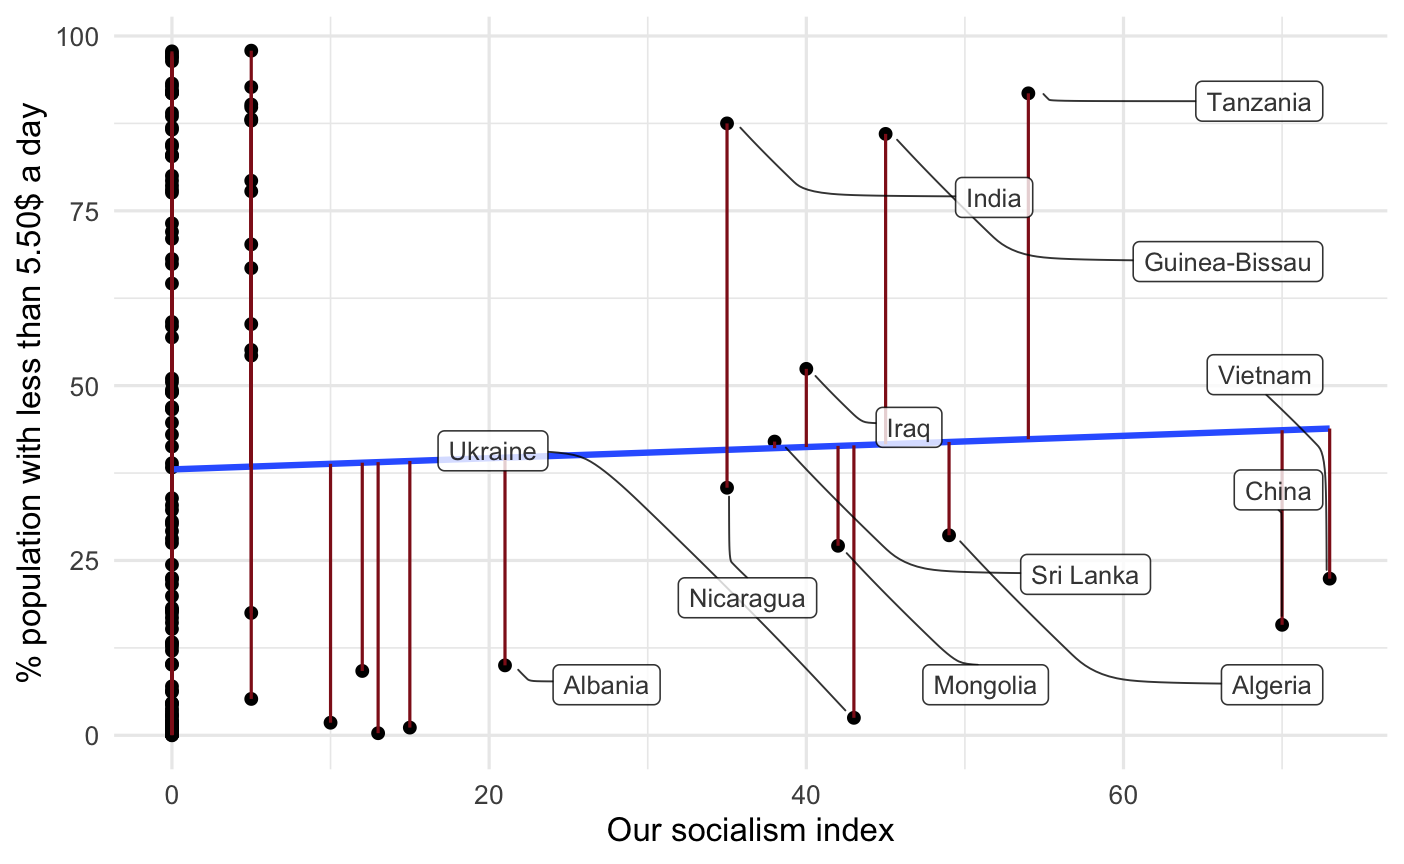 100
75
50
25
0
% population with less than 5.50$ a day
Tanzania
India
Guinea-Bissau
Vietnam
Iraq
Ukraine
China
Sri Lanka
Nicaragua
Albania
Mongolia
Algeria
0
20
40
60
Our socialism index